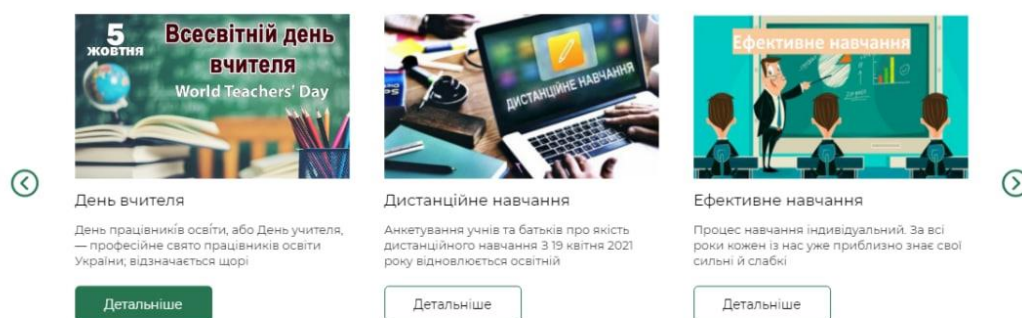 5
жовтня
Всесвітній день
вчителя
World Teachers' Day
День вчителя
День працівників освіти, або День учителя,
— професійне свято працівників освіти
України; відзначається щорі
Детальніше
ДИСТАНЦІЙНЕ НАВЧАННЯ
Дистанційне навчання
Анкетування учнів та батьків про якість
дистанційного навчання З 19 квітня 2021
року відновлюється освітній
Детальніше
Ефективне навчання
Ефективне навчання
Процес навчання індивідуальний. За всі
роки кожен із нас уже приблизно знає свої
сильні й слабкі
Детальніше